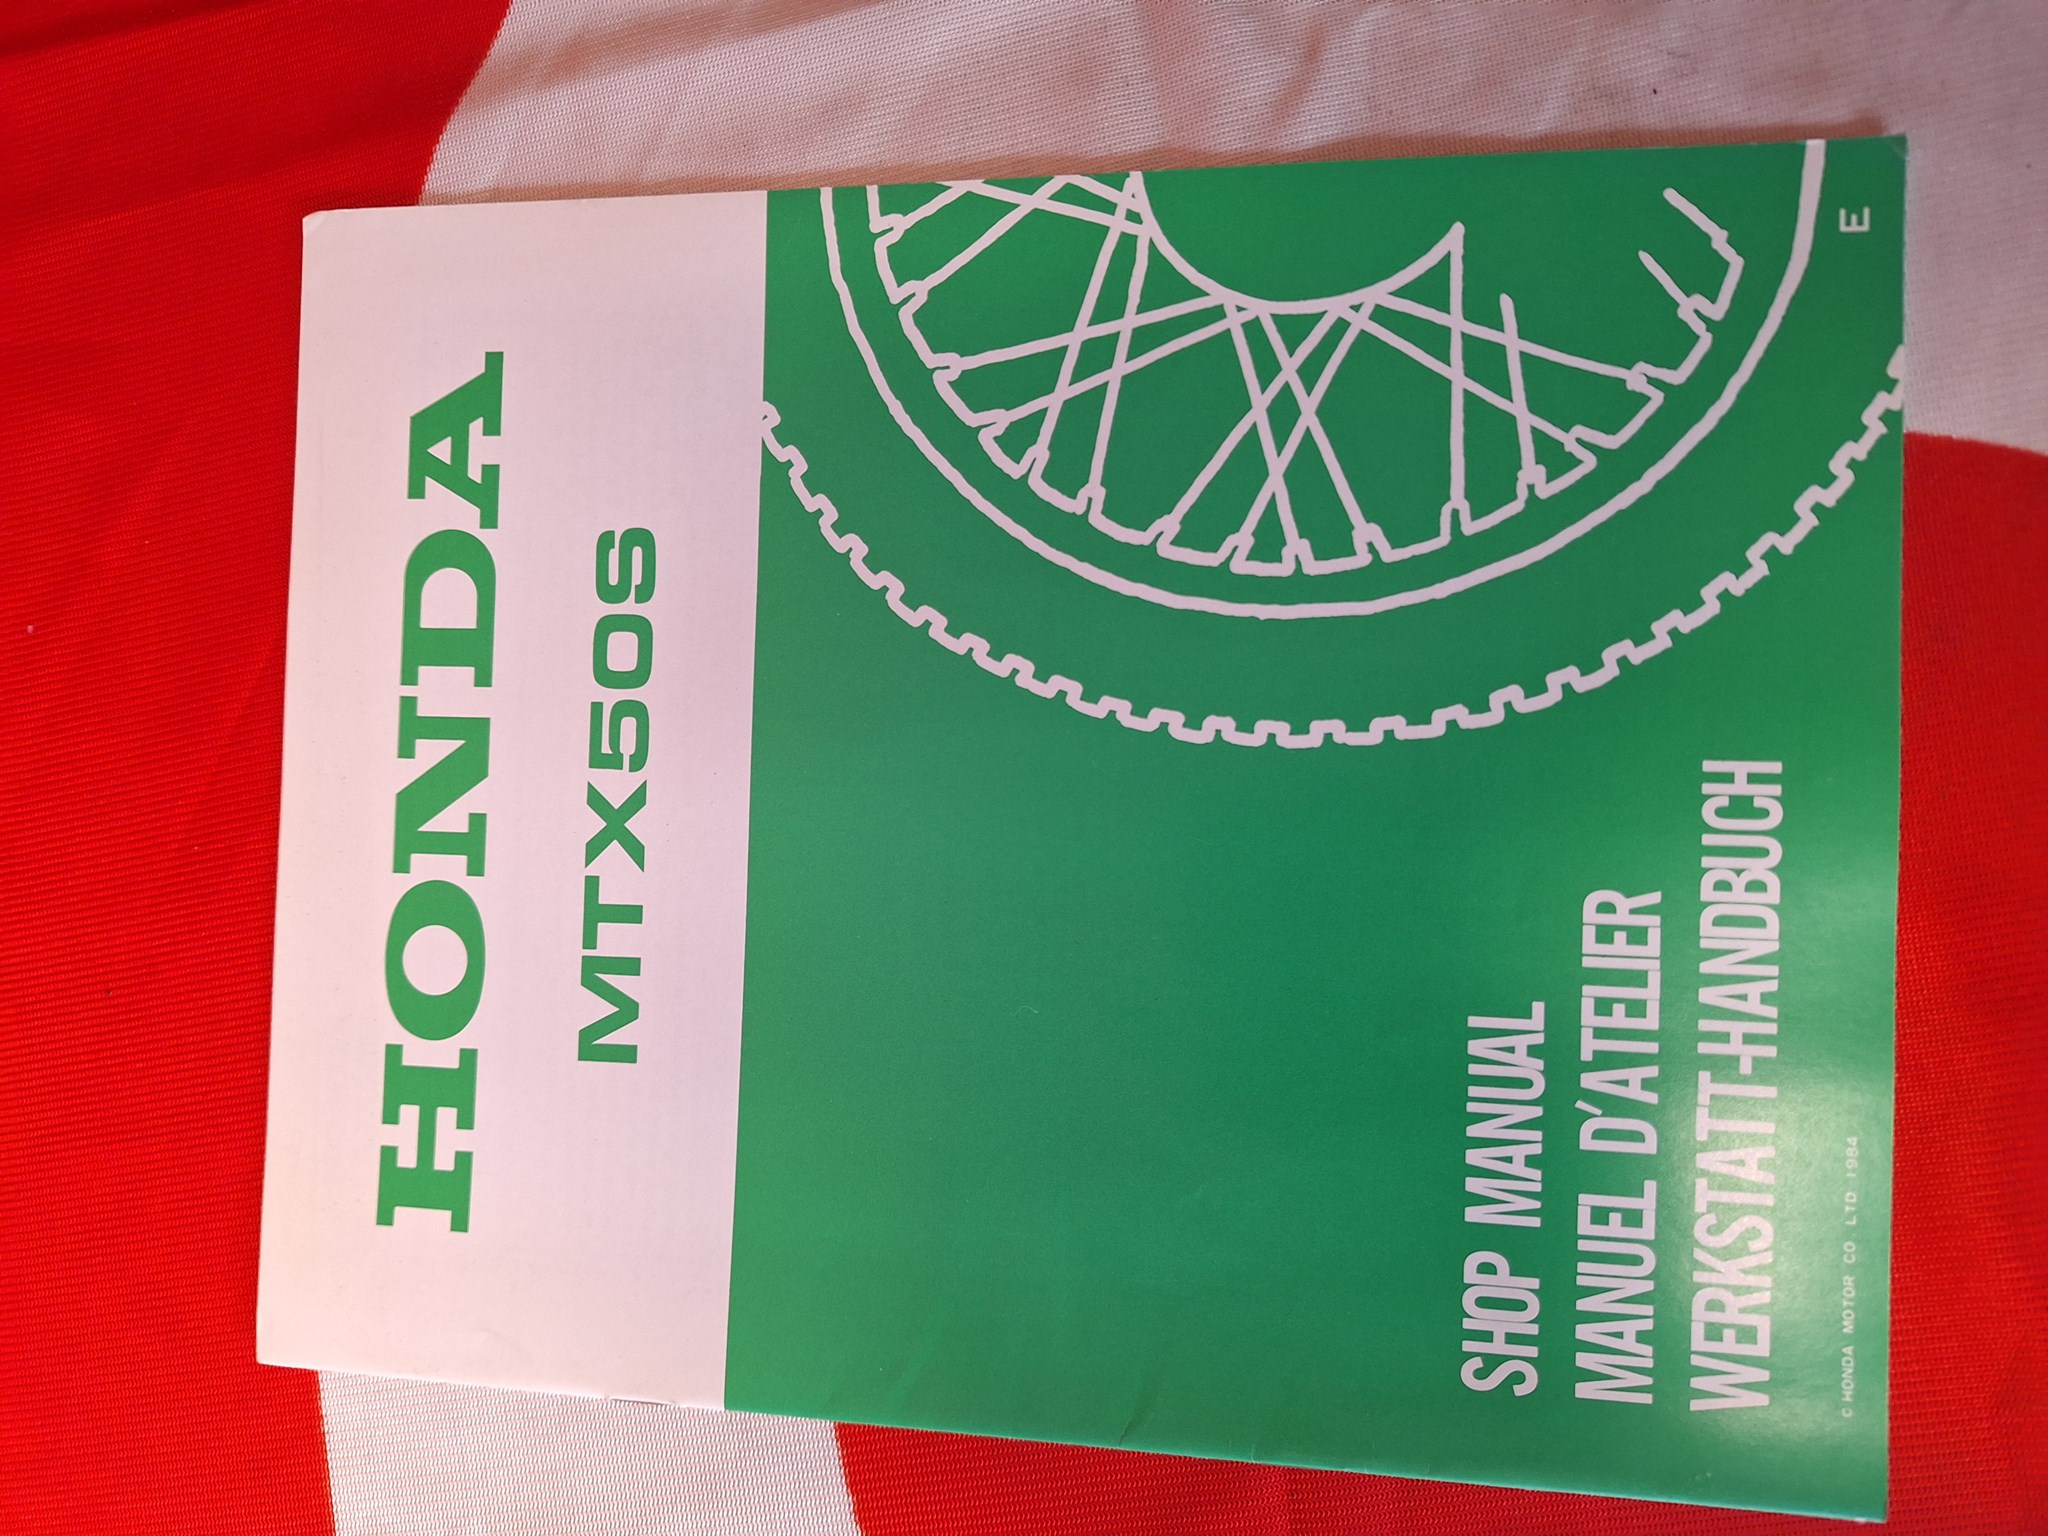 HONDA
MTX50S
SHOP MANUAL
MANUEL D'ATELIER
WERKSTATT-HANDBUCH
© HONDA MOTOR CO., LTD 1984
E